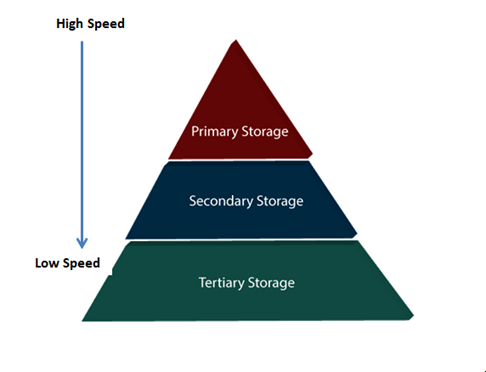 High Speed
Primary Storage
Secondary Storage
Low Speed
Tertiary Storage